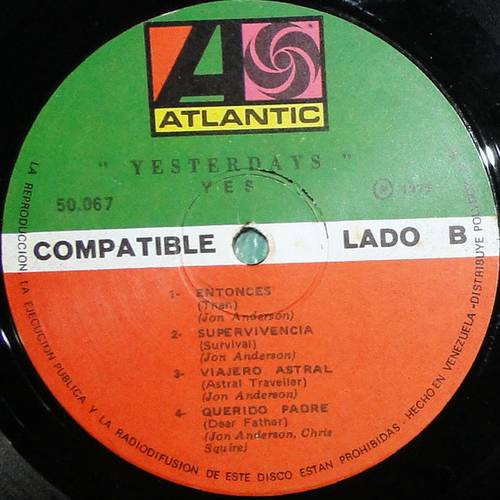 ATLANTIC
" YESTERDAYS "
YES
50.067
COMPATIBLE
LADO B
1- ENTONCES
(Then)
(Jon Anderson)
2- SUPERVIVENCIA
(Survival)
(Jon Anderson)
3- VIAJERO ASTRAL
(Astral Traveller)
(Jon Anderson)
4- QUERIDO PADRE
(Dear Father)
(Jon Anderson, Chris
Squire)
LA REPRODUCCION LA EJECUCION PUBLICA Y LA RADIODIFUSION DE ESTE DISCO ESTAN PROHIBIDAS - HECHO EN VENEZUELA - DISTRIBUYE